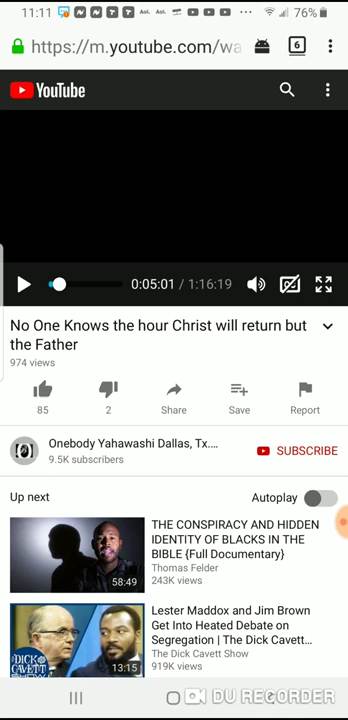 11:11
76%
https://m.youtube.com/wa
6
YouTube
0:05:01 / 1:16:19
No One Knows the hour Christ will return but
the Father
974 views
85
2
Share
Save
Report
Onebody Yahawashi Dallas, Tx....
9.5K subscribers
SUBSCRIBE
Up next
Autoplay
THE CONSPIRACY AND HIDDEN
IDENTITY OF BLACKS IN THE
BIBLE {Full Documentary}
Thomas Felder
243K views
58:49
Lester Maddox and Jim Brown
Get Into Heated Debate on
Segregation | The Dick Cavett...
The Dick Cavett Show
919K views
DICK
CAVETT
SHOW
13:15
DU RECORDER